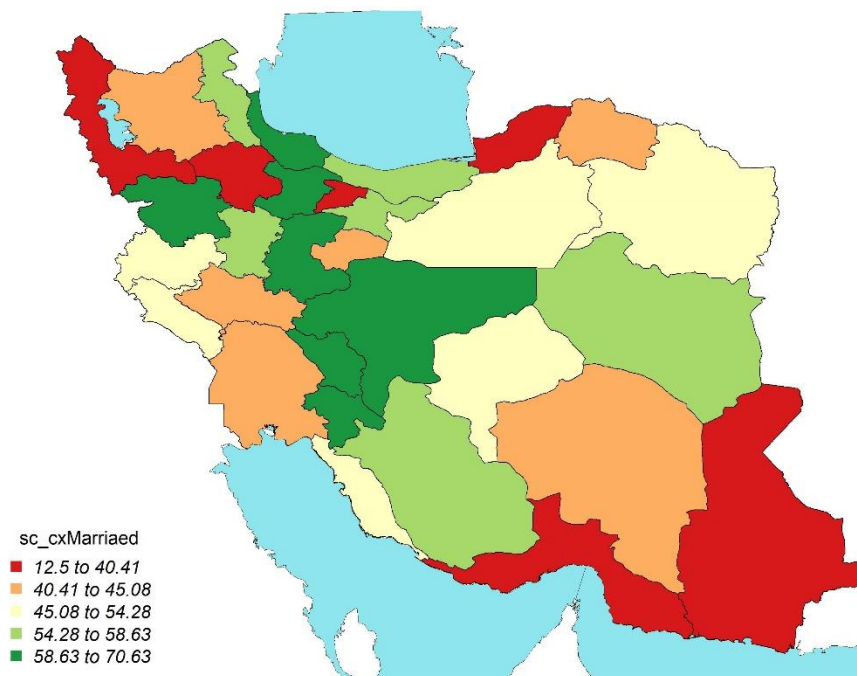 sc_cxMarriaed
12.5 to 40.41
40.41 to 45.08
45.08 to 54.28
54.28 to 58.63
58.63 to 70.63